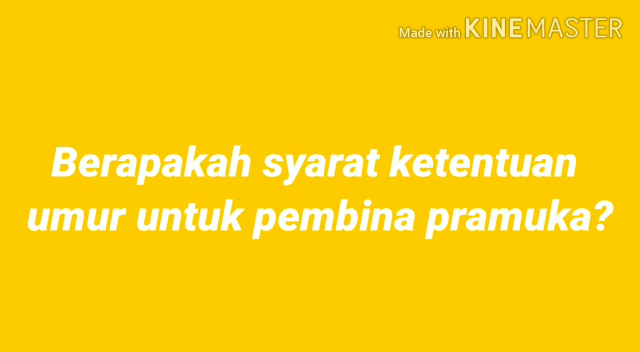 Made with KINEMASTER
Berapakah syarat ketentuan
umur untuk pembina pramuka?